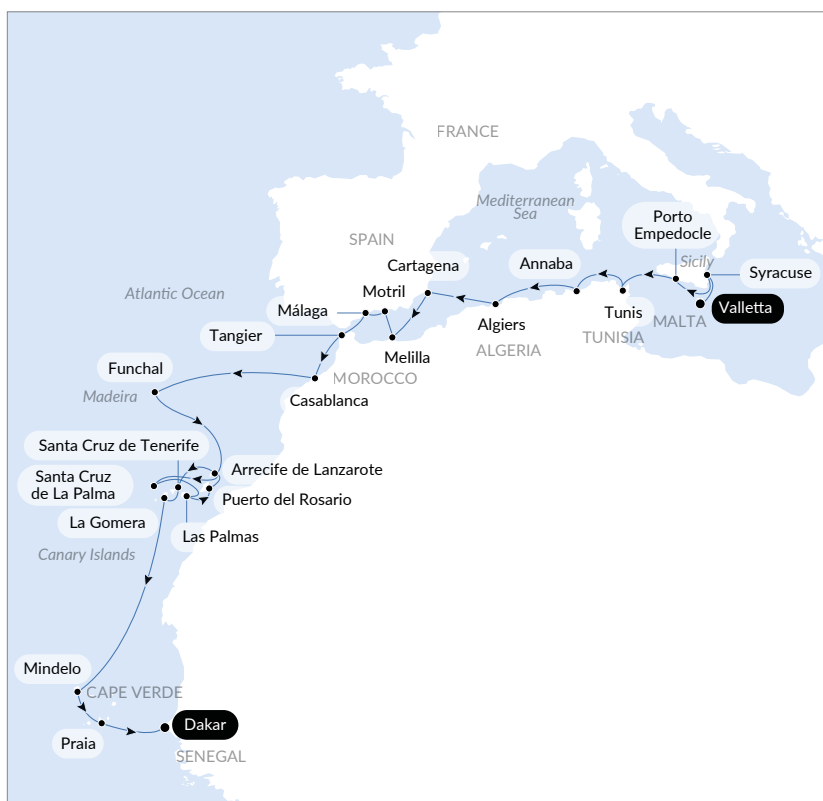 FRANCE
Mediterranean
Sea
Porto
Empedocle
SPAIN
Sicily
Cartagena
Annaba
Syracuse
Atlantic Ocean
Motril
Málaga
Valletta
Tunis
MALTA
Algiers
Tangier
TUNISIA
ALGERIA
Melilla
Funchal
MOROCCO
Madeira
Casablanca
Santa Cruz de Tenerife
Arrecife de Lanzarote
Santa Cruz
de La Palma
Puerto del Rosario
La Gomera
Las Palmas
Canary Islands
Mindelo
CAPE VERDE
Dakar
Praia
SENEGAL